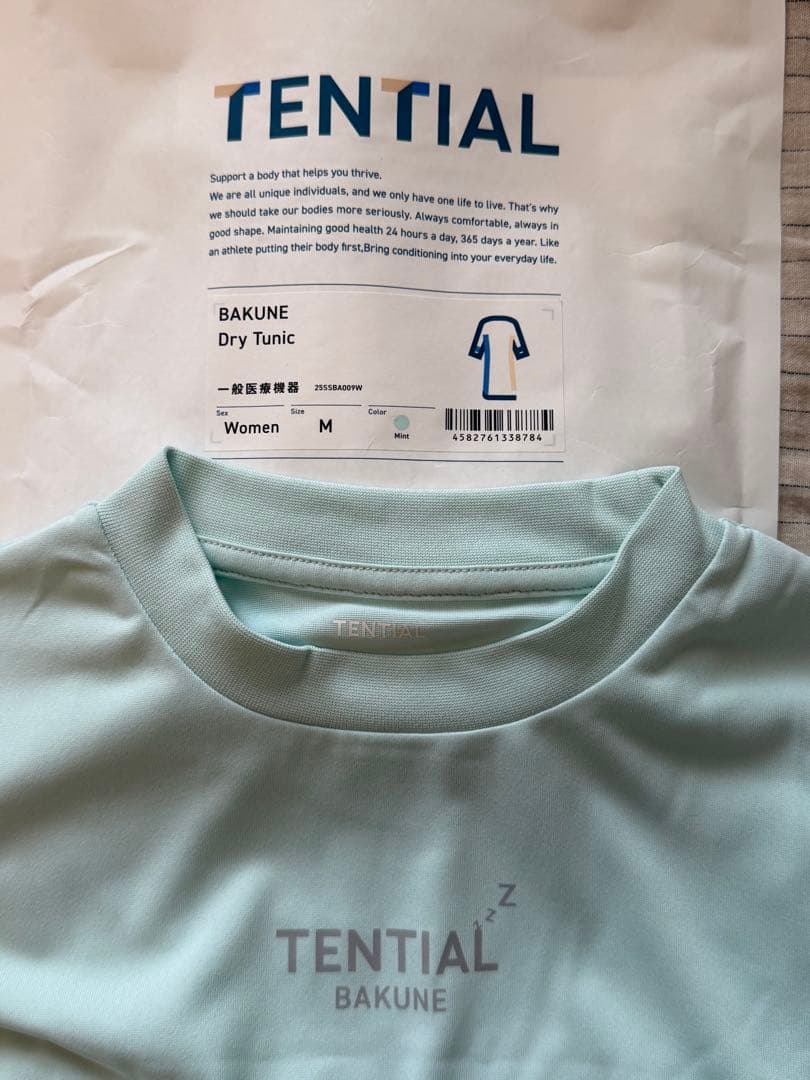 TENTIAL
Support a body that helps you thrive.
We are all unique individuals, and we only have one life to live. That's why
we should take our bodies more seriously. Always comfortable, always in
good shape. Maintaining good health 24 hours a day, 365 days a year. Like
an athlete putting their body first,Bring conditioning into your everyday life.
BAKUNE
Dry Tunic
一般医療機器 25SSBA009W
Sex Size Color
Women M Mint
4582761338784
TENTIAL
zzZ
TENTIAL
BAKUNE